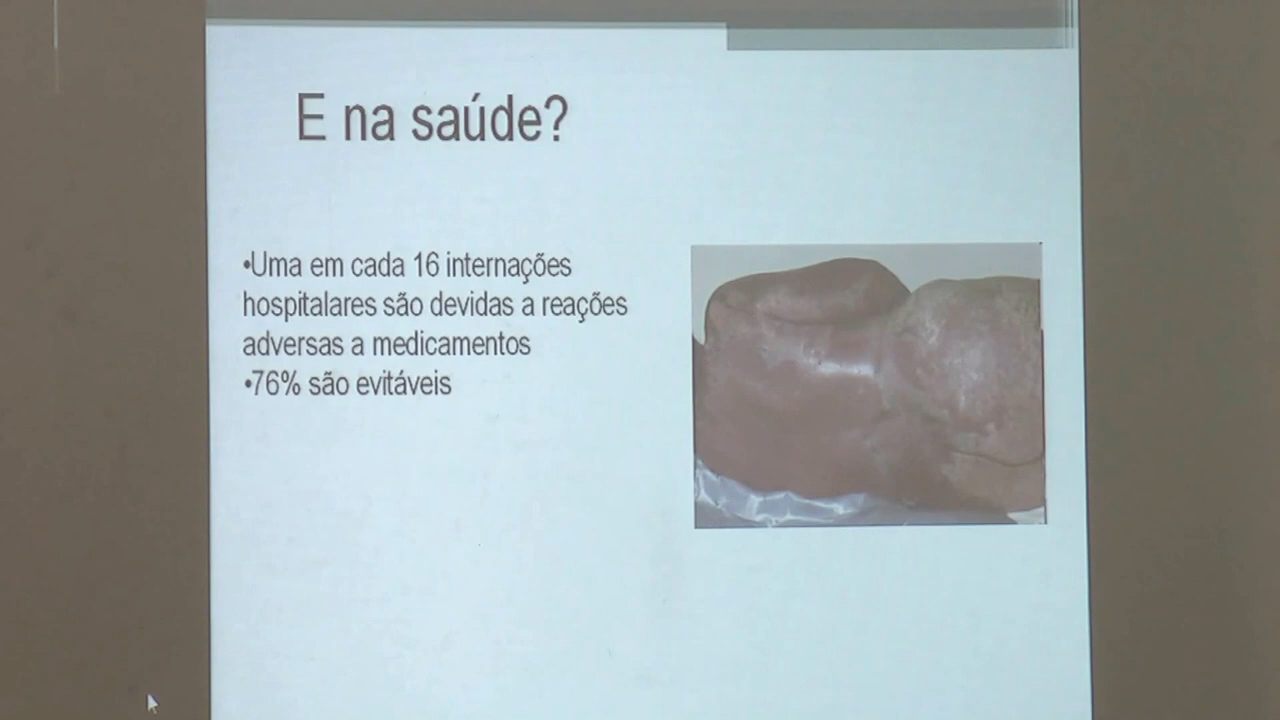 E na saúde?
•Uma em cada 16 internações
hospitalares são devidas a reações
adversas a medicamentos
•76% são evitáveis